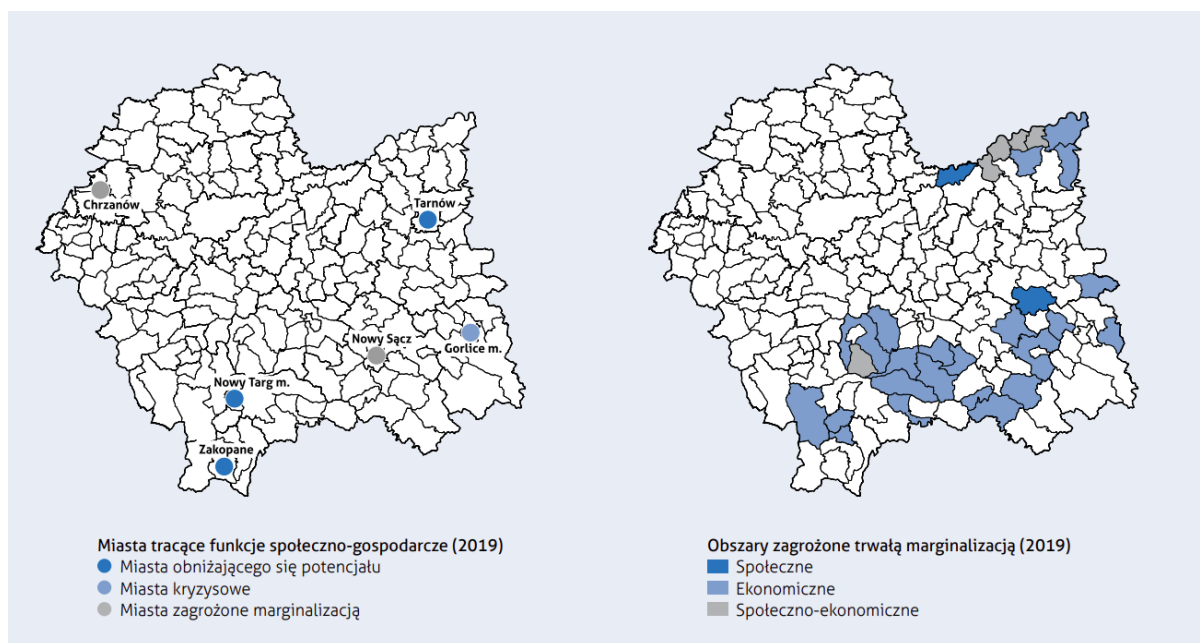 Chrzanów
Tarnów
Nowy Sącz
Gorlice m.
Nowy Targ m.
Zakopane
Miasta tracące funkcje społeczno-gospodarcze (2019)
Miasta obniżającego się potencjału
Miasta kryzysowe
Miasta zagrożone marginalizacją
Obszary zagrożone trwałą marginalizacją (2019)
Społeczne
Ekonomiczne
Społeczno-ekonomiczne